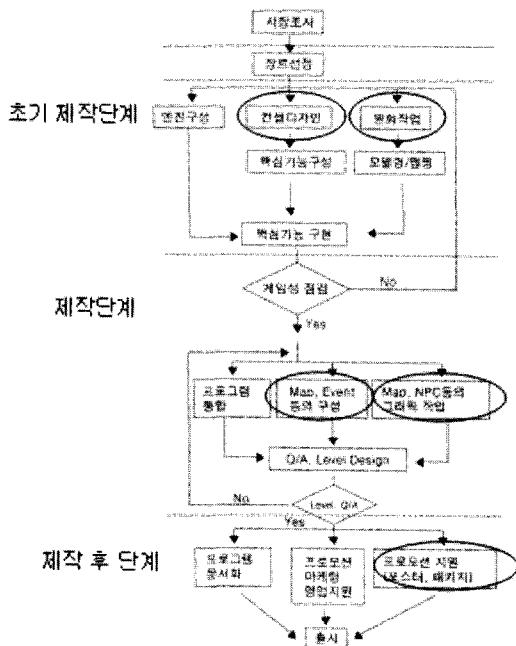 시장조사
장르선정
초기 제작단계
엔진구성
컨셉디자인
원화작업
핵심기능구성
모델링/맵핑
핵심기능 구현
게임성 점검
No
제작단계
Yes
프로그램
통합
Map, Event
등의 구성
Map, NPC등의
그래픽 작업
Q/A, Level Design
No
Level, Q/A
Yes
제작 후 단계
프로그램
문서화
프로모션
마케팅
영업지원
프로모션 지원
(포스터, 패키지)
출시